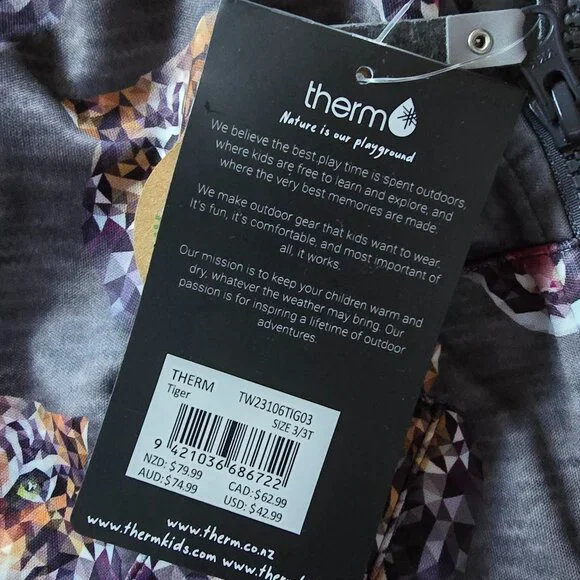 therm
Nature is our playground
We believe the best play time is spent outdoors,
where kids are free to learn and explore, and
where the very best memories are made.
We make outdoor gear that kids want to wear.
It's fun, it's comfortable, and most important of
all, it works.
Our mission is to keep your children warm and
dry, whatever the weather may bring. Our
passion is for inspiring a lifetime of outdoor
adventures.
THERM TW23106TIG03
Tiger SIZE 3/3T
9 421036 686722
NZD: $79.99 CAD: $62.99
AUD: $74.99 USD: $42.99
www.therm.co.nz
www.thermkids.com www.therm